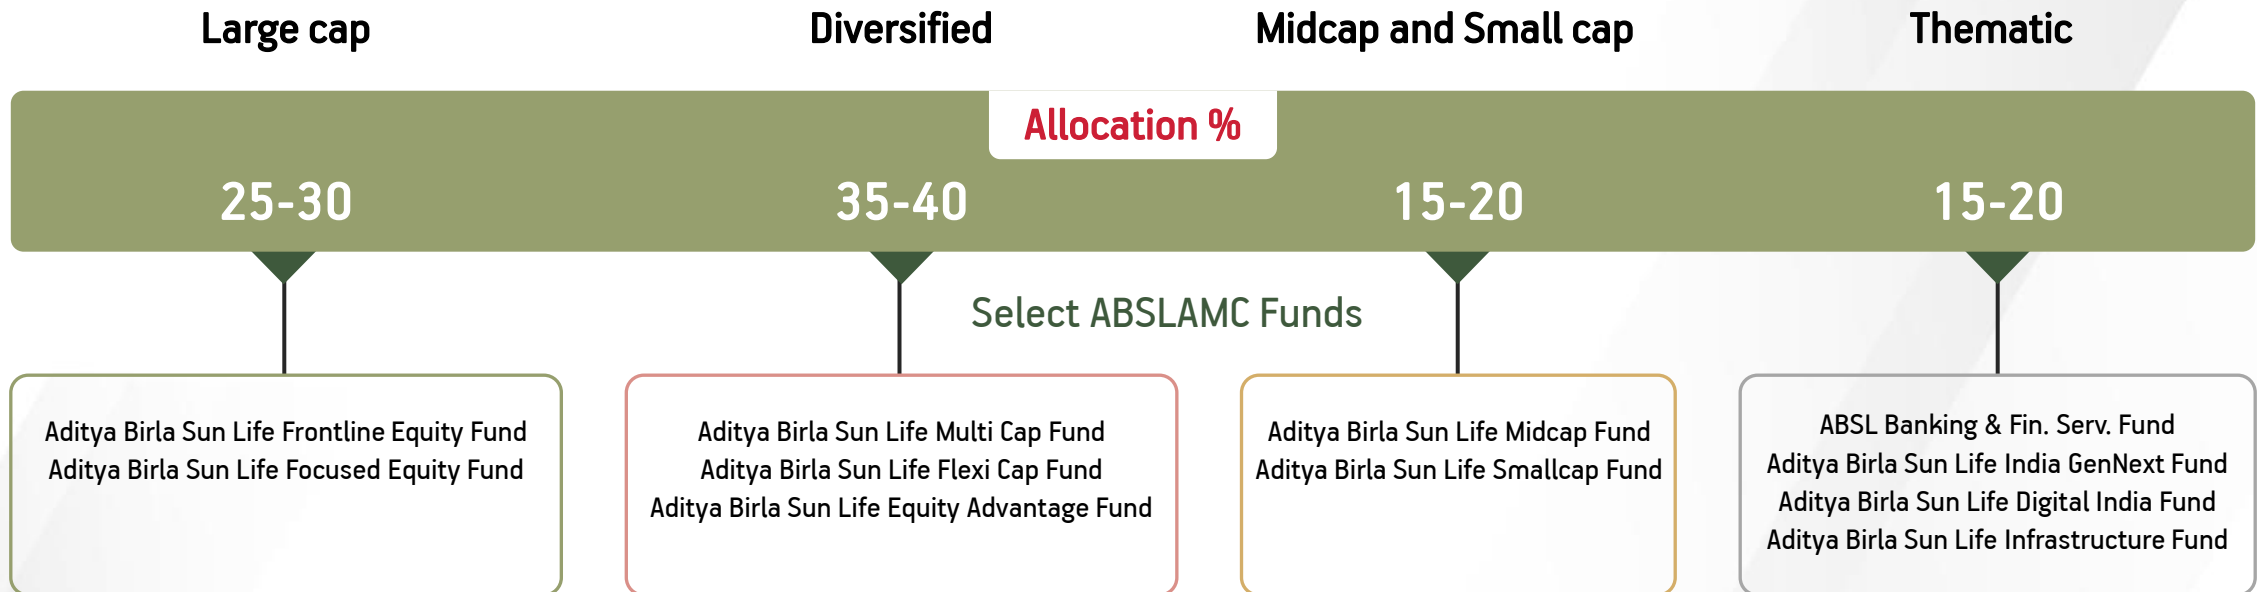 Large cap
Diversified
Midcap and Small cap
Thematic
Allocation %
25-30
35-40
15-20
15-20
Select ABSLAMC Funds
Aditya Birla Sun Life Frontline Equity Fund
Aditya Birla Sun Life Focused Equity Fund
Aditya Birla Sun Life Multi Cap Fund
Aditya Birla Sun Life Flexi Cap Fund
Aditya Birla Sun Life Equity Advantage Fund
Aditya Birla Sun Life Midcap Fund
Aditya Birla Sun Life Smallcap Fund
ABSL Banking & Fin. Serv. Fund
Aditya Birla Sun Life India GenNext Fund
Aditya Birla Sun Life Digital India Fund
Aditya Birla Sun Life Infrastructure Fund